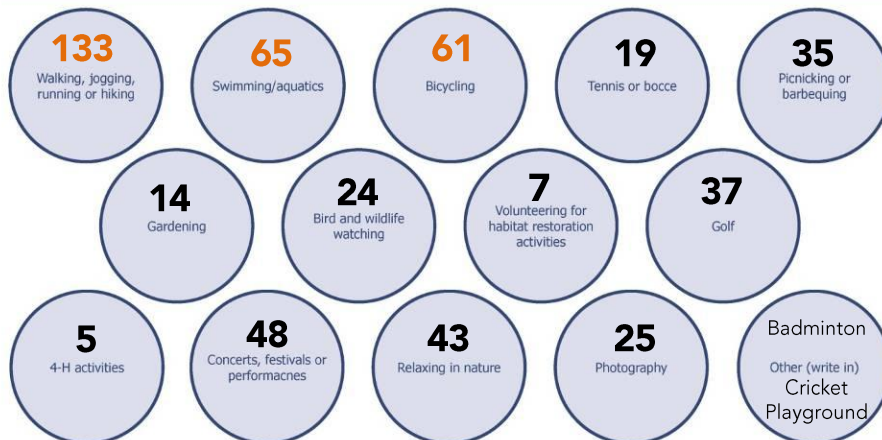 133
Walking, jogging,
running or hiking
65
Swimming/aquatics
61
Bicycling
19
Tennis or bocce
35
Picnicking or
barbequing
14
Gardening
24
Bird and wildlife
watching
7
Volunteering for
habitat restoration
activities
37
Golf
5
4-H activities
48
Concerts, festivals or
performacnes
43
Relaxing in nature
25
Photography
Badminton
Other (write in)
Cricket
Playground